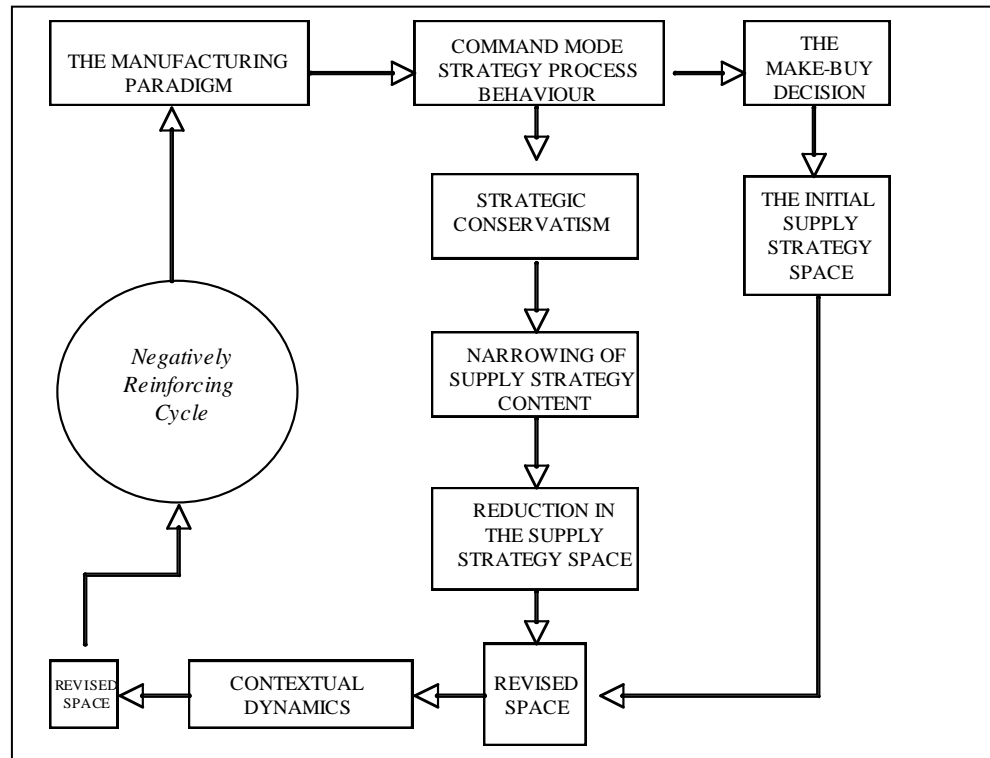 THE MANUFACTURING
PARADIGM
COMMAND MODE
STRATEGY PROCESS
BEHAVIOUR
THE
MAKE-BUY
DECISION
STRATEGIC
CONSERVATISM
THE INITIAL
SUPPLY
STRATEGY
SPACE
Negatively
Reinforcing
Cycle
NARROWING OF
SUPPLY STRATEGY
CONTENT
REDUCTION IN
THE SUPPLY
STRATEGY SPACE
REVISED
SPACE
CONTEXTUAL
DYNAMICS
REVISED
SPACE